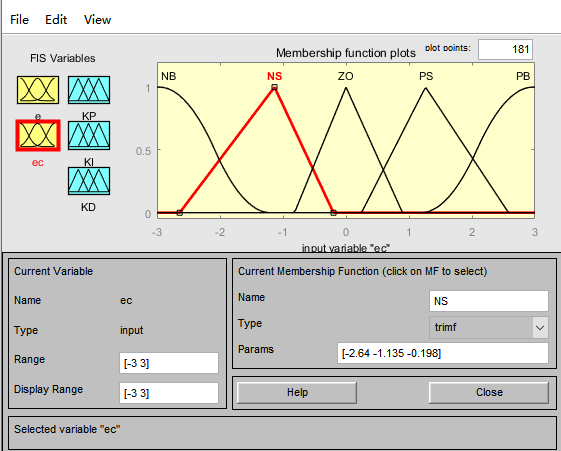 File Edit View
FIS Variables
Membership function plots
plot points:
181
e
KP
ec
KI
KD
NB NS ZO PS PB
1
0.5
0
-3 -2 -1 0 1 2 3
input variable "ec"
Current Variable
Name ec
Type input
Range [-3 3]
Display Range [-3 3]
Current Membership Function (click on MF to select)
Name NS
Type trimf
Params [-2.64 -1.135 -0.198]
Help Close
Selected variable "ec"